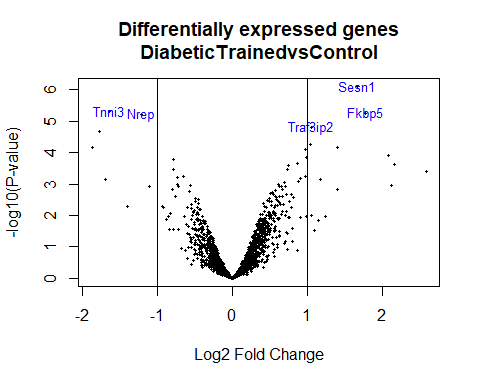 Differentially expressed genes
DiabeticTrainedvsControl
Sesn1
Tnni3
Nrep
Fkbp5
Traf3ip2
-log10(P-value)
6
5
4
3
2
1
0
-2 -1 0 1 2
Log2 Fold Change